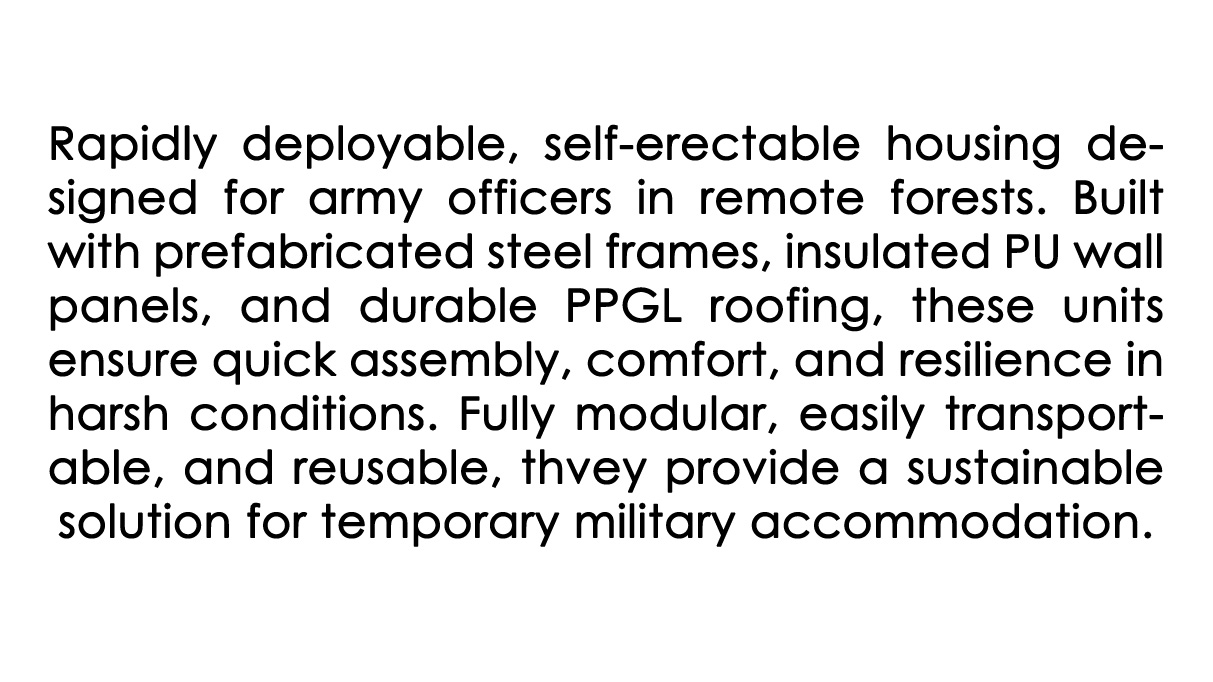 Rapidly deployable, self-erectable housing de-
signed for army officers in remote forests. Built
with prefabricated steel frames, insulated PU wall
panels, and durable PPGL roofing, these units
ensure quick assembly, comfort, and resilience in
harsh conditions. Fully modular, easily transport-
able, and reusable, thvey provide a sustainable
solution for temporary military accommodation.